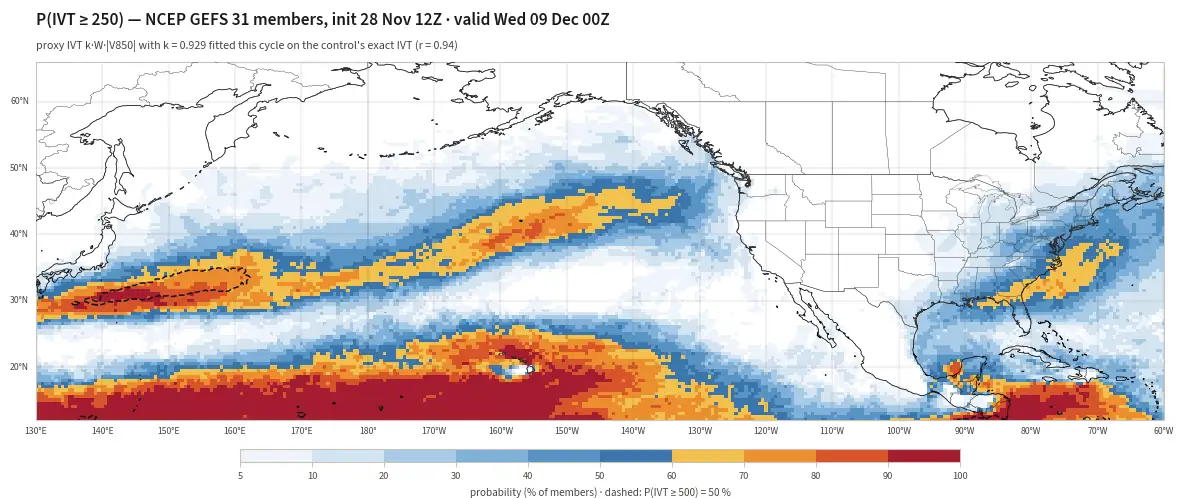 P(IVT ≥ 250) — NCEP GEFS 31 members, init 28 Nov 12Z · valid Wed 09 Dec 00Z
proxy IVT k·W·|V850| with k = 0.929 fitted this cycle on the control's exact IVT (r = 0.94)
60°N
50°N
40°N
30°N
20°N
130°E 140°E 150°E 160°E 170°E 180° 170°W 160°W 150°W 140°W 130°W 120°W 110°W 100°W 90°W 80°W 70°W 60°W
5 10 20 30 40 50 60 70 80 90 100
probability (% of members) · dashed: P(IVT ≥ 500) = 50 %